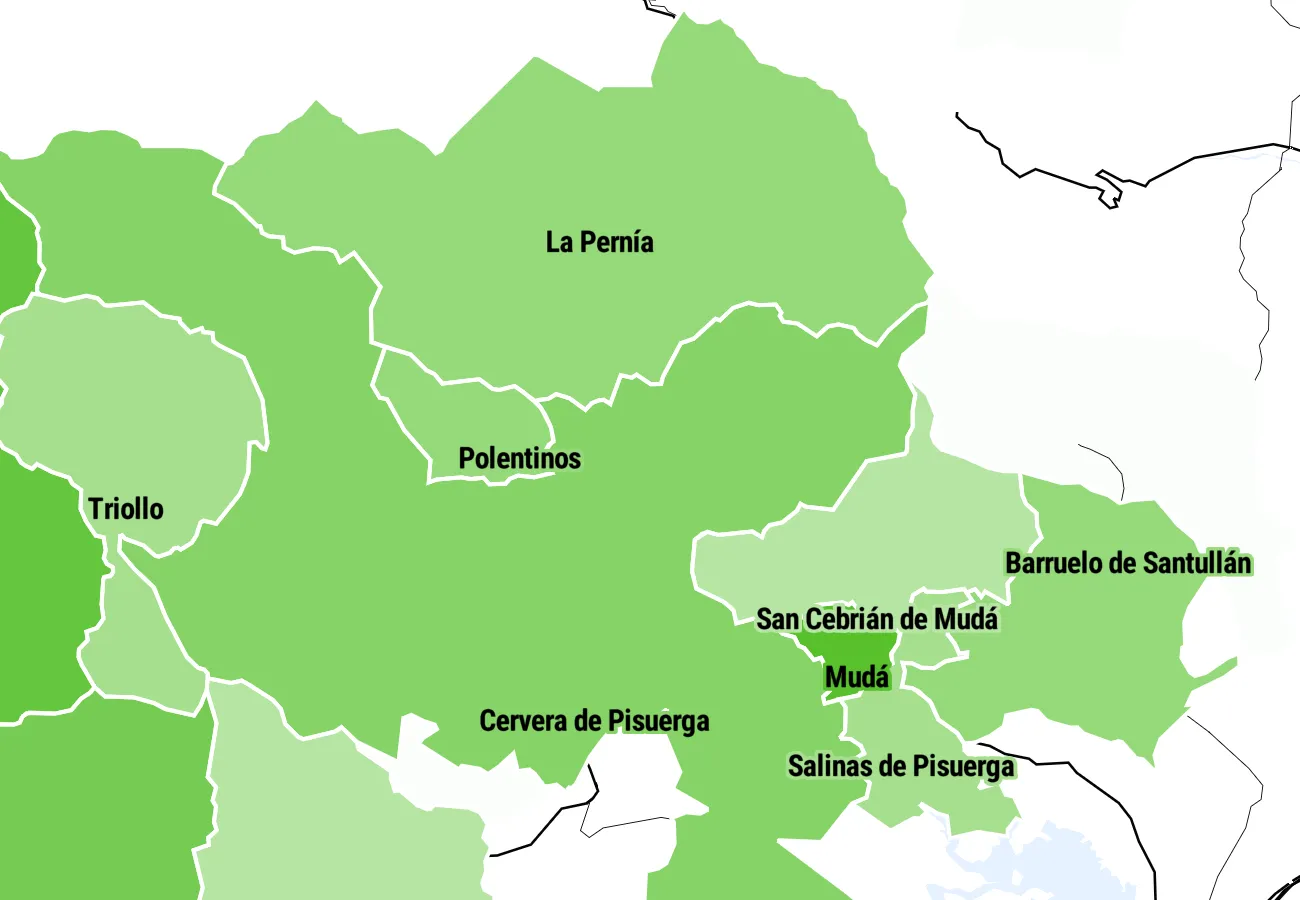 La Pernía
Polentinos
Triollo
Barruelo de Santullán
San Cebrián de Mudá
Mudá
Cervera de Pisuerga
Salinas de Pisuerga